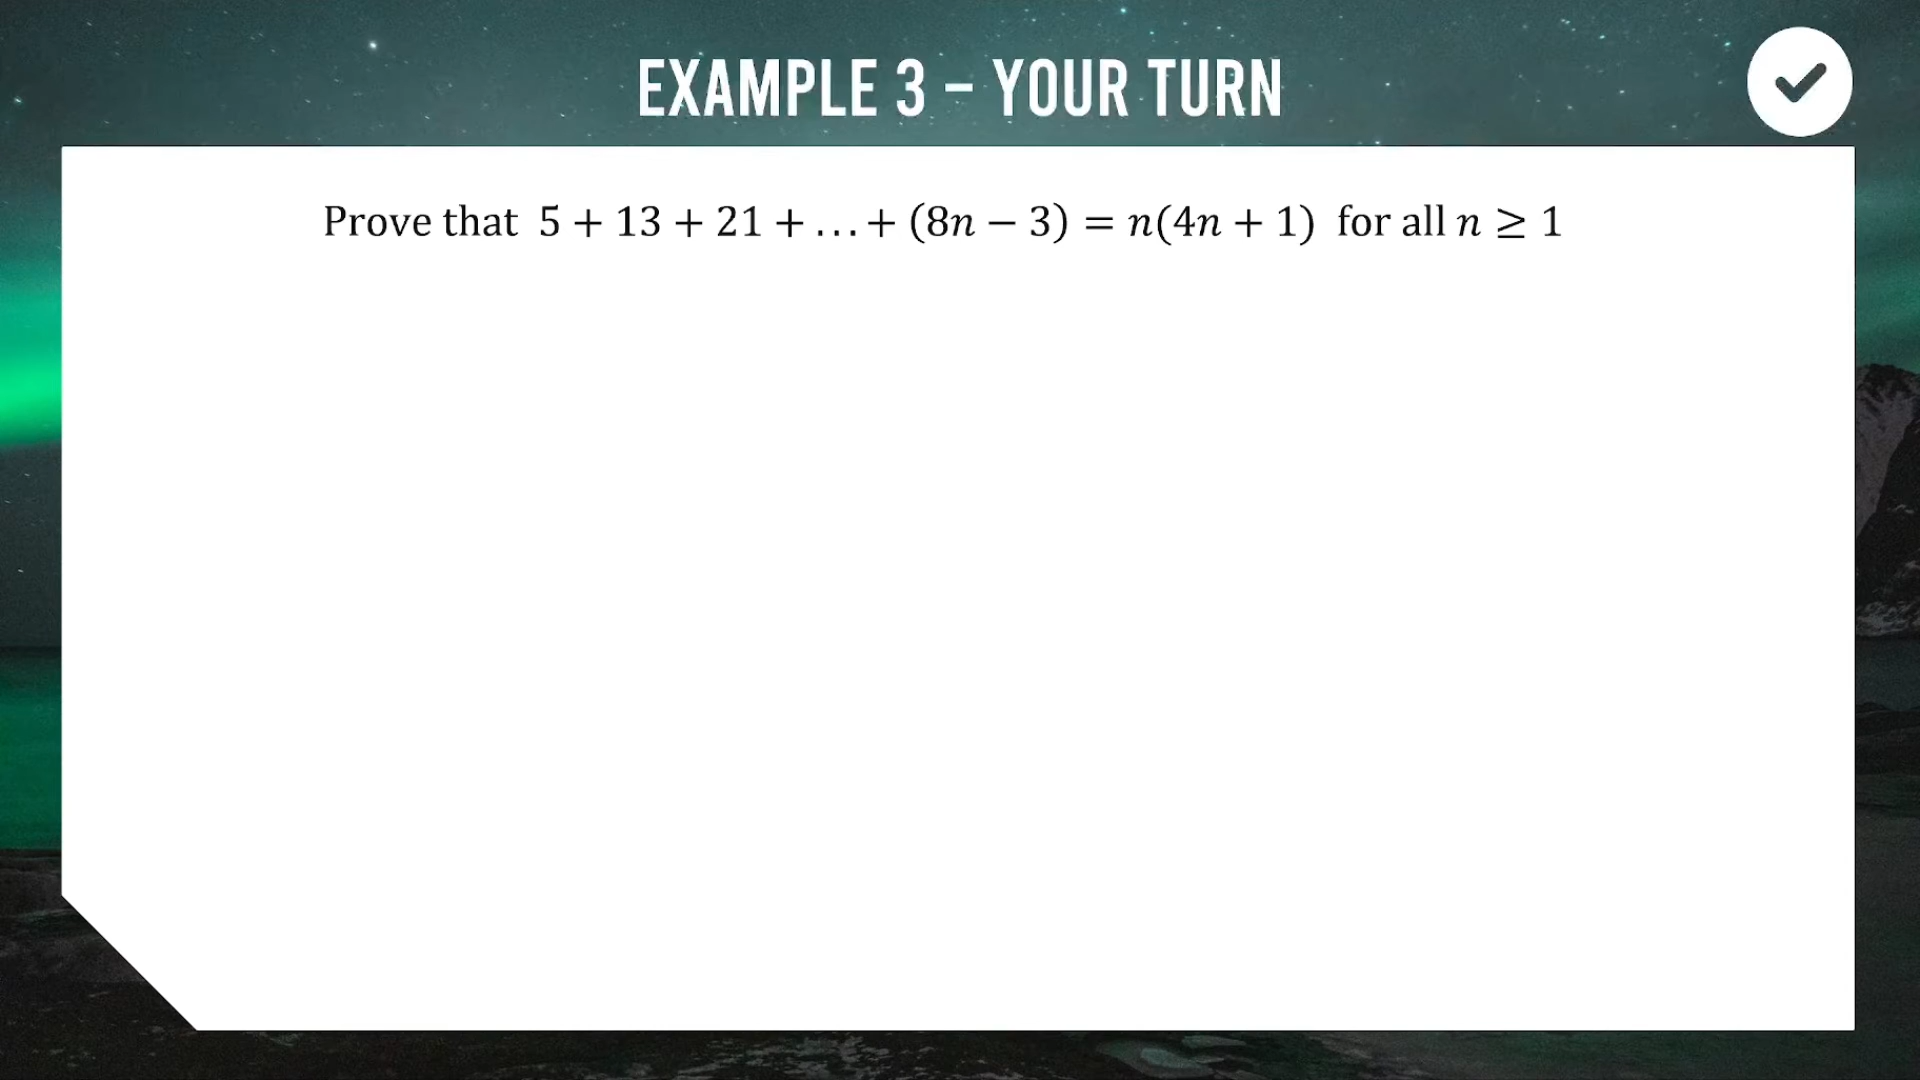 EXAMPLE 3 – YOUR TURN
Prove that 5 + 13 + 21 + ... + (8n − 3) = n(4n + 1) for all n ≥ 1